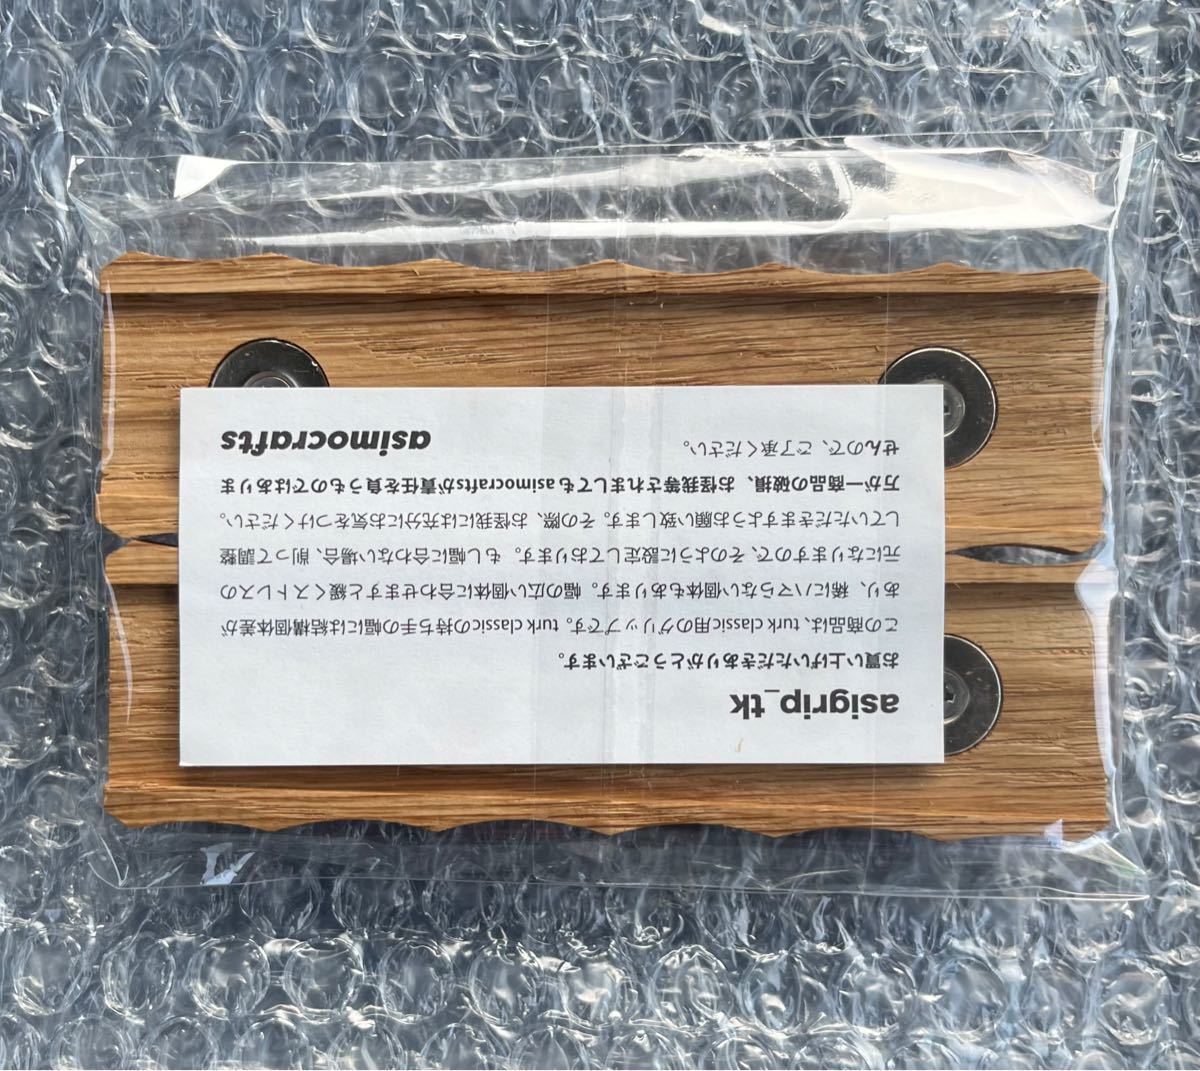 asigrip_tk
お買い上げいただきありがとうございます。
この商品は、turk classic用のグリップです。turk classicの持ち手の幅には結構個体差が
あり、稀にハマらない個体もあります。幅の広い個体に合わせますと緩くストレスの
元になりますので、そのように設定しております。もし幅に合わない場合、削って調整
していただきますようお願い致します。その際、お怪我には充分にお気をつけください。
万が一商品の破損、お怪我等されましてもasimocraftsが責任を負うものではありま
せんので、ご了承ください。
asimocrafts